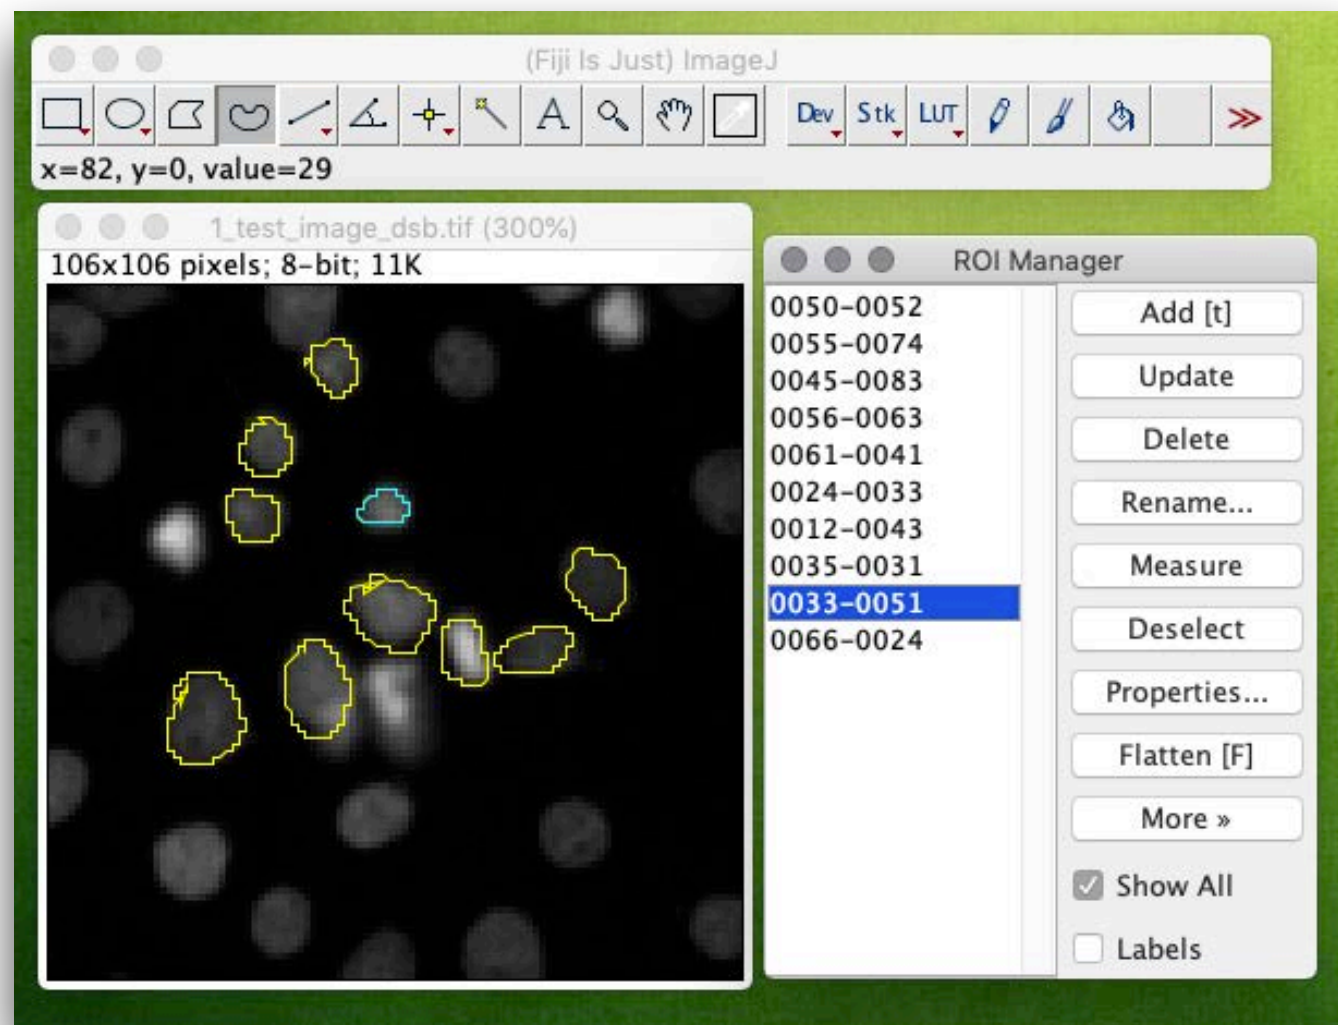 (Fiji Is Just) ImageJ
A Dev Stk LUT >>
x=82, y=0, value=29
1_test_image_dsb.tif (300%)
106x106 pixels; 8-bit; 11K
ROI Manager
0050-0052
0055-0074
0045-0083
0056-0063
0061-0041
0024-0033
0012-0043
0035-0031
0033-0051
0066-0024
Add [t]
Update
Delete
Rename...
Measure
Deselect
Properties...
Flatten [F]
More »
Show All
Labels